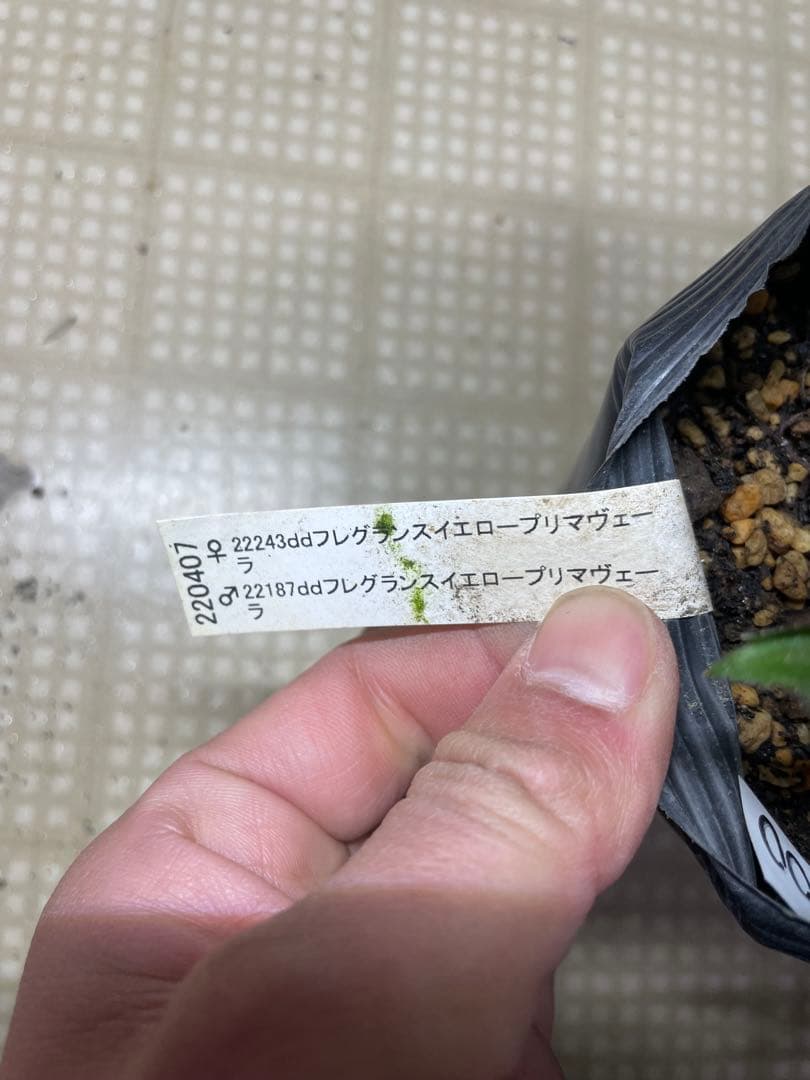 220407
♀ 22243ddフレグランスイエロープリマヴェー
ラ
♂ 22187ddフレグランスイエロープリマヴェー
ラ